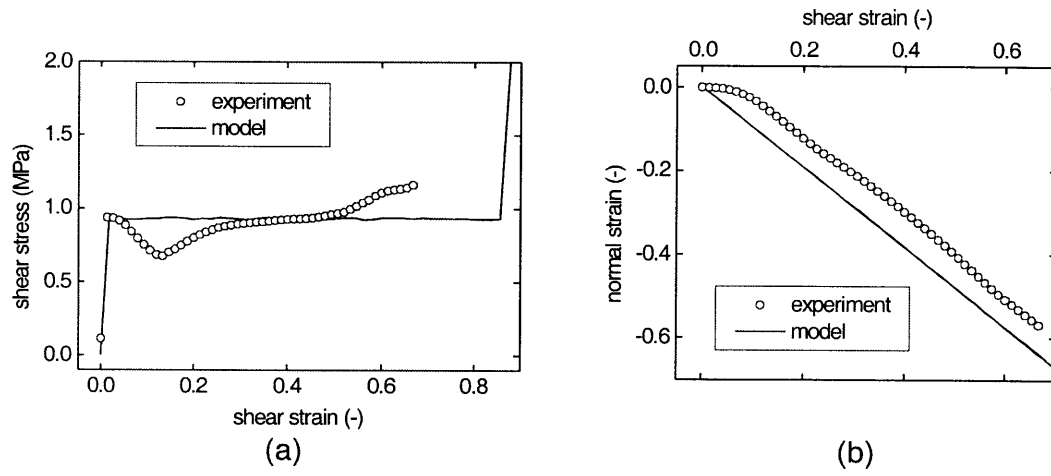 2.0
1.5
1.0
0.5
0.0
shear stress (MPa)
experiment
model
0.0 0.2 0.4 0.6 0.8
shear strain (-)
(a)
shear strain (-)
0.0 0.2 0.4 0.6
0.0
-0.2
-0.4
-0.6
normal strain (-)
experiment
model
(b)